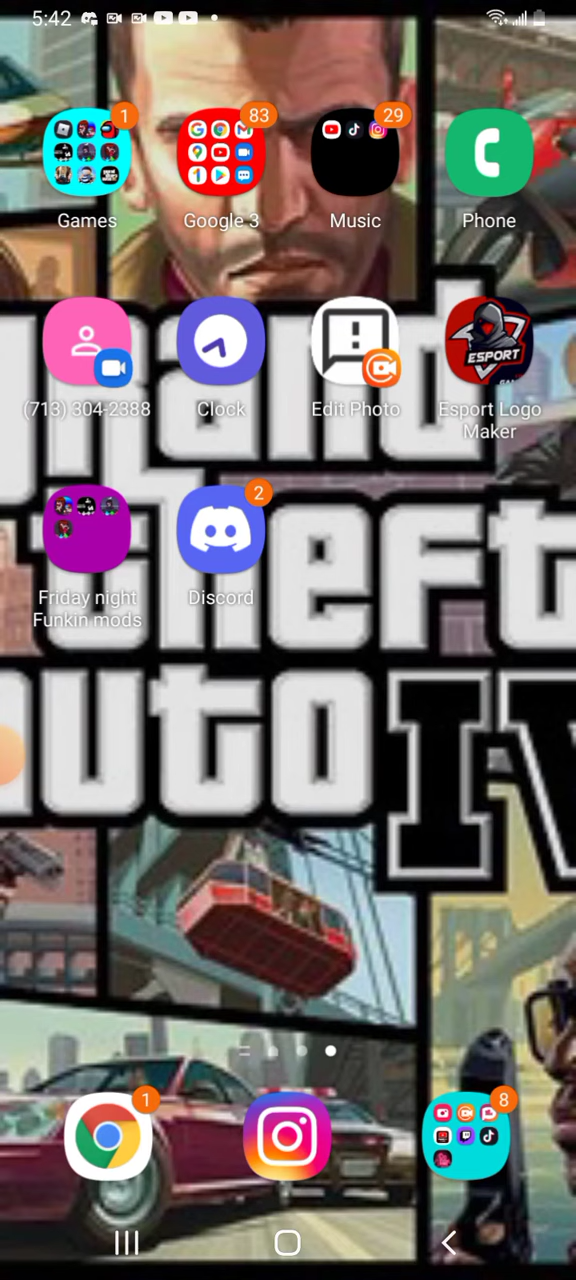 5:42
1
83
29
Games
Google 3
Music
Phone
ESPORT
(713) 304-2388
Clock
Edit Photo
Esport Logo
Maker
2
Friday night
Funkin mods
Discord
and
theft
auto IV
1
8